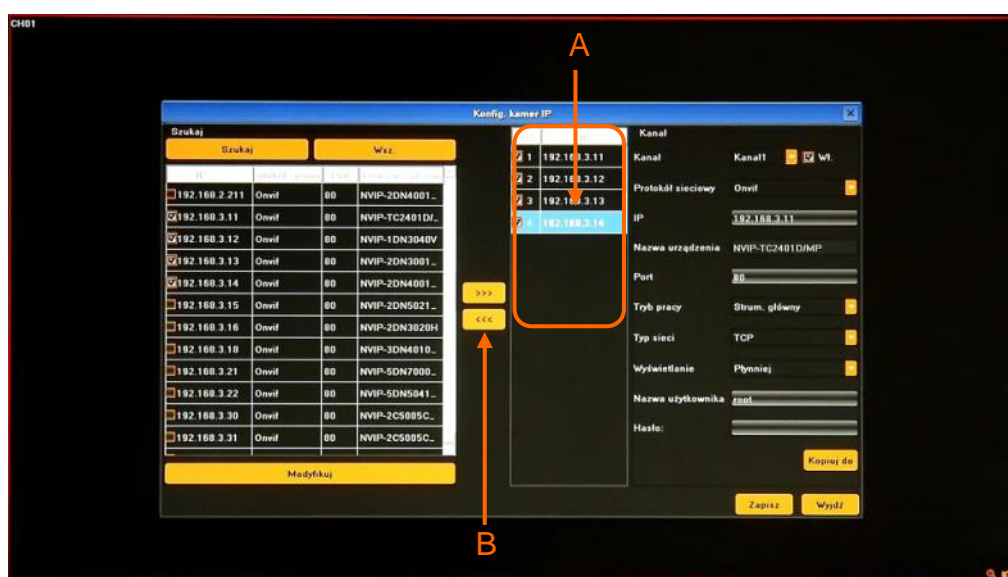 CH01
A
Konfig. kamer IP
Szukaj
Szukaj Wsz.
IP Port
192.168.2.211 Onvif 80 NVIP-2DN4001_
192.168.3.11 Onvif 80 NVIP-TC2401D/_
192.168.3.12 Onvif 80 NVIP-1DN3040V
192.168.3.13 Onvif 80 NVIP-2DN3001_
192.168.3.14 Onvif 80 NVIP-2DN4001_
192.168.3.15 Onvif 80 NVIP-2DN5021_
192.168.3.16 Onvif 80 NVIP-2DN3020H
192.168.3.18 Onvif 80 NVIP-3DN4010_
192.168.3.21 Onvif 80 NVIP-5DN7000_
192.168.3.22 Onvif 80 NVIP-5DN5041_
192.168.3.30 Onvif 80 NVIP-2C5005C_
192.168.3.31 Onvif 80 NVIP-2C5005C_
Modyfikuj
>>>
<<<
1 192.168.3.11
2 192.168.3.12
3 192.168.3.13
4 192.168.3.14
Kanał
Kanał Kanał1 Wł.
Protokół sieciowy Onvif
IP 192.168.3.11
Nazwa urządzenia NVIP-TC2401D/MP
Port 80
Tryb pracy Strum. główny
Typ sieci TCP
Wyświetlanie Płynniej
Nazwa użytkownika root
Hasło:
Kopiuj do
Zapisz Wyjdź
B